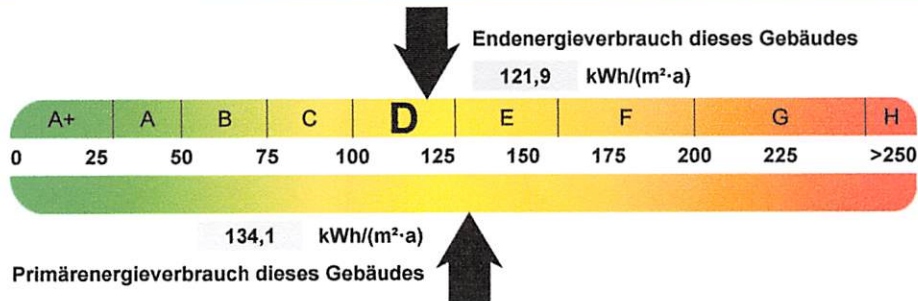 Endenergieverbrauch dieses Gebäudes
121,9 kWh/(m²·a)
A+ A B C D E F G H
0 25 50 75 100 125 150 175 200 225 >250
134,1 kWh/(m²·a)
Primärenergieverbrauch dieses Gebäudes